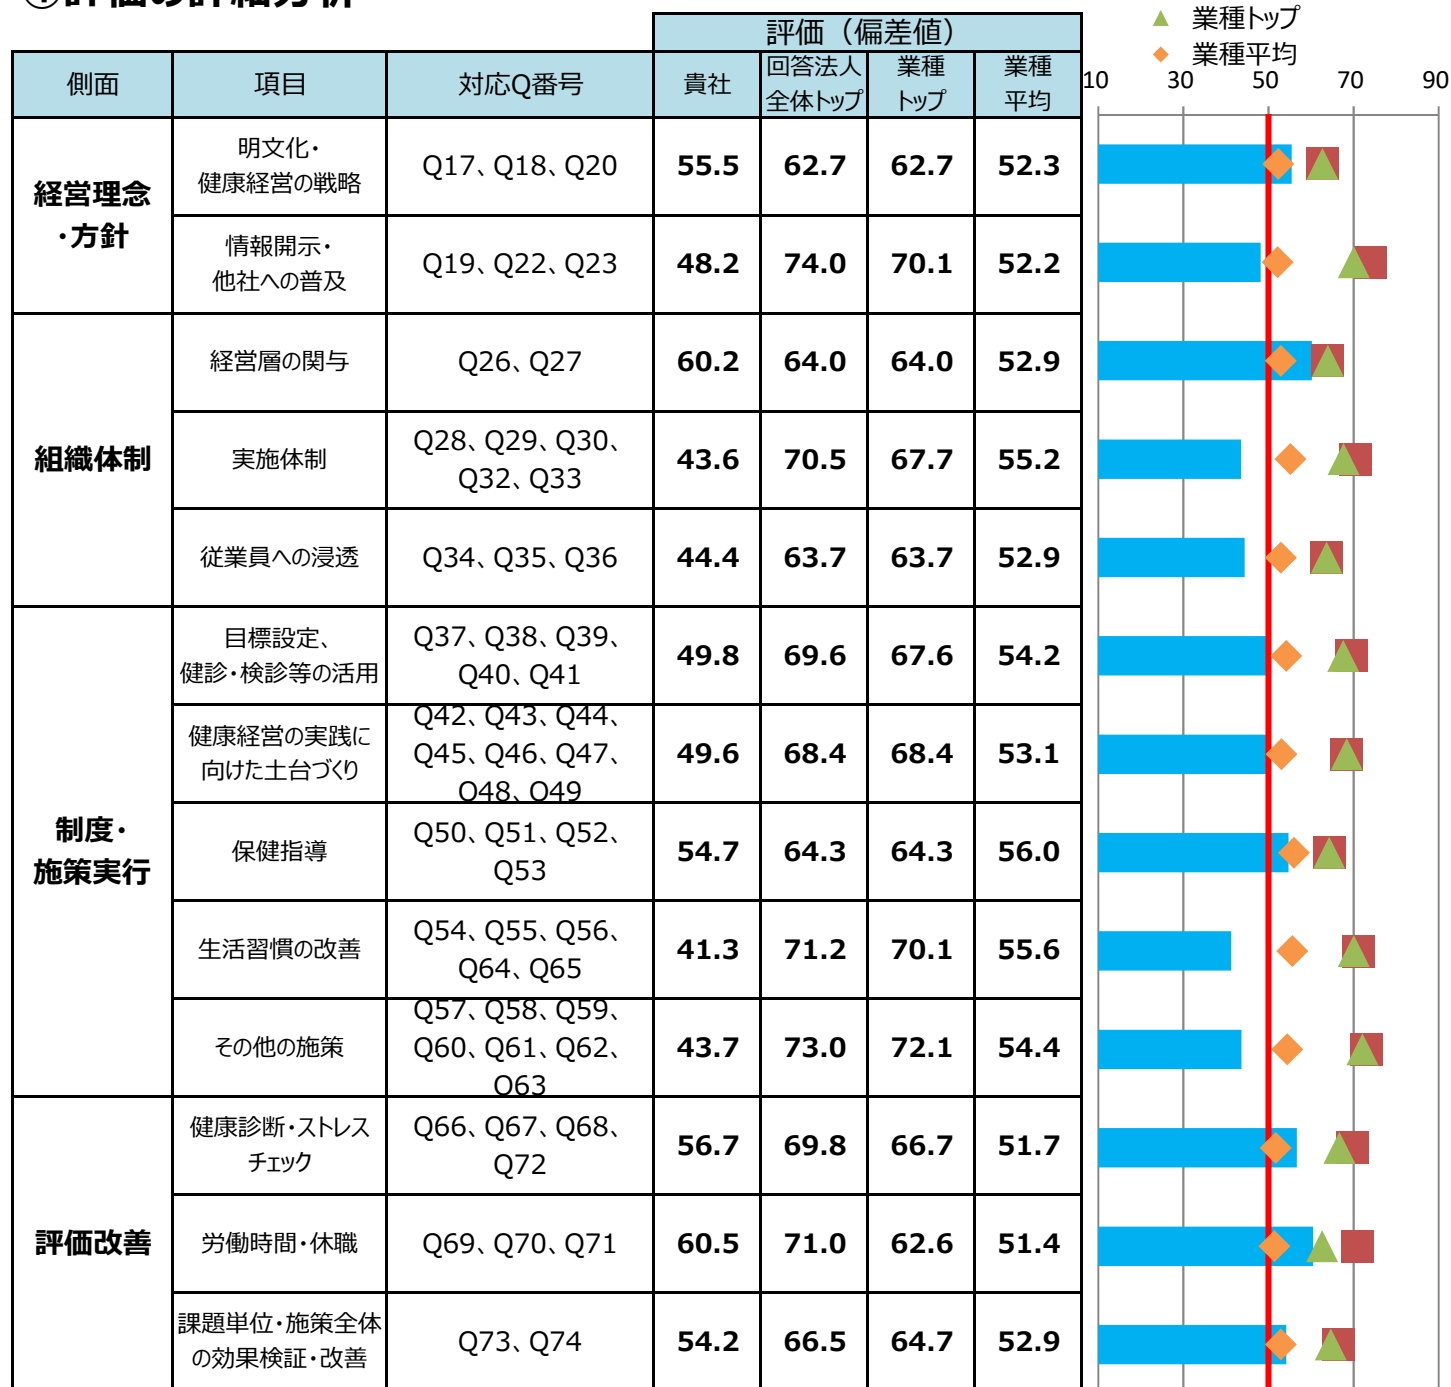 ①評価の詳細分析
▲ 業種トップ
◆ 業種平均
評価（偏差値）
側面 項目 対応Q番号 貴社 回答法人全体トップ 業種トップ 業種平均
10 30 50 70 90
経営理念・方針
明文化・健康経営の戦略 Q17、Q18、Q20 55.5 62.7 62.7 52.3
情報開示・他社への普及 Q19、Q22、Q23 48.2 74.0 70.1 52.2
組織体制
経営層の関与 Q26、Q27 60.2 64.0 64.0 52.9
実施体制 Q28、Q29、Q30、Q32、Q33 43.6 70.5 67.7 55.2
従業員への浸透 Q34、Q35、Q36 44.4 63.7 63.7 52.9
制度・施策実行
目標設定、健診・検診等の活用 Q37、Q38、Q39、Q40、Q41 49.8 69.6 67.6 54.2
健康経営の実践に向けた土台づくり Q42、Q43、Q44、Q45、Q46、Q47、Q48、Q49 49.6 68.4 68.4 53.1
保健指導 Q50、Q51、Q52、Q53 54.7 64.3 64.3 56.0
生活習慣の改善 Q54、Q55、Q56、Q64、Q65 41.3 71.2 70.1 55.6
その他の施策 Q57、Q58、Q59、Q60、Q61、Q62、Q63 43.7 73.0 72.1 54.4
評価改善
健康診断・ストレスチェック Q66、Q67、Q68、Q72 56.7 69.8 66.7 51.7
労働時間・休職 Q69、Q70、Q71 60.5 71.0 62.6 51.4
課題単位・施策全体の効果検証・改善 Q73、Q74 54.2 66.5 64.7 52.9